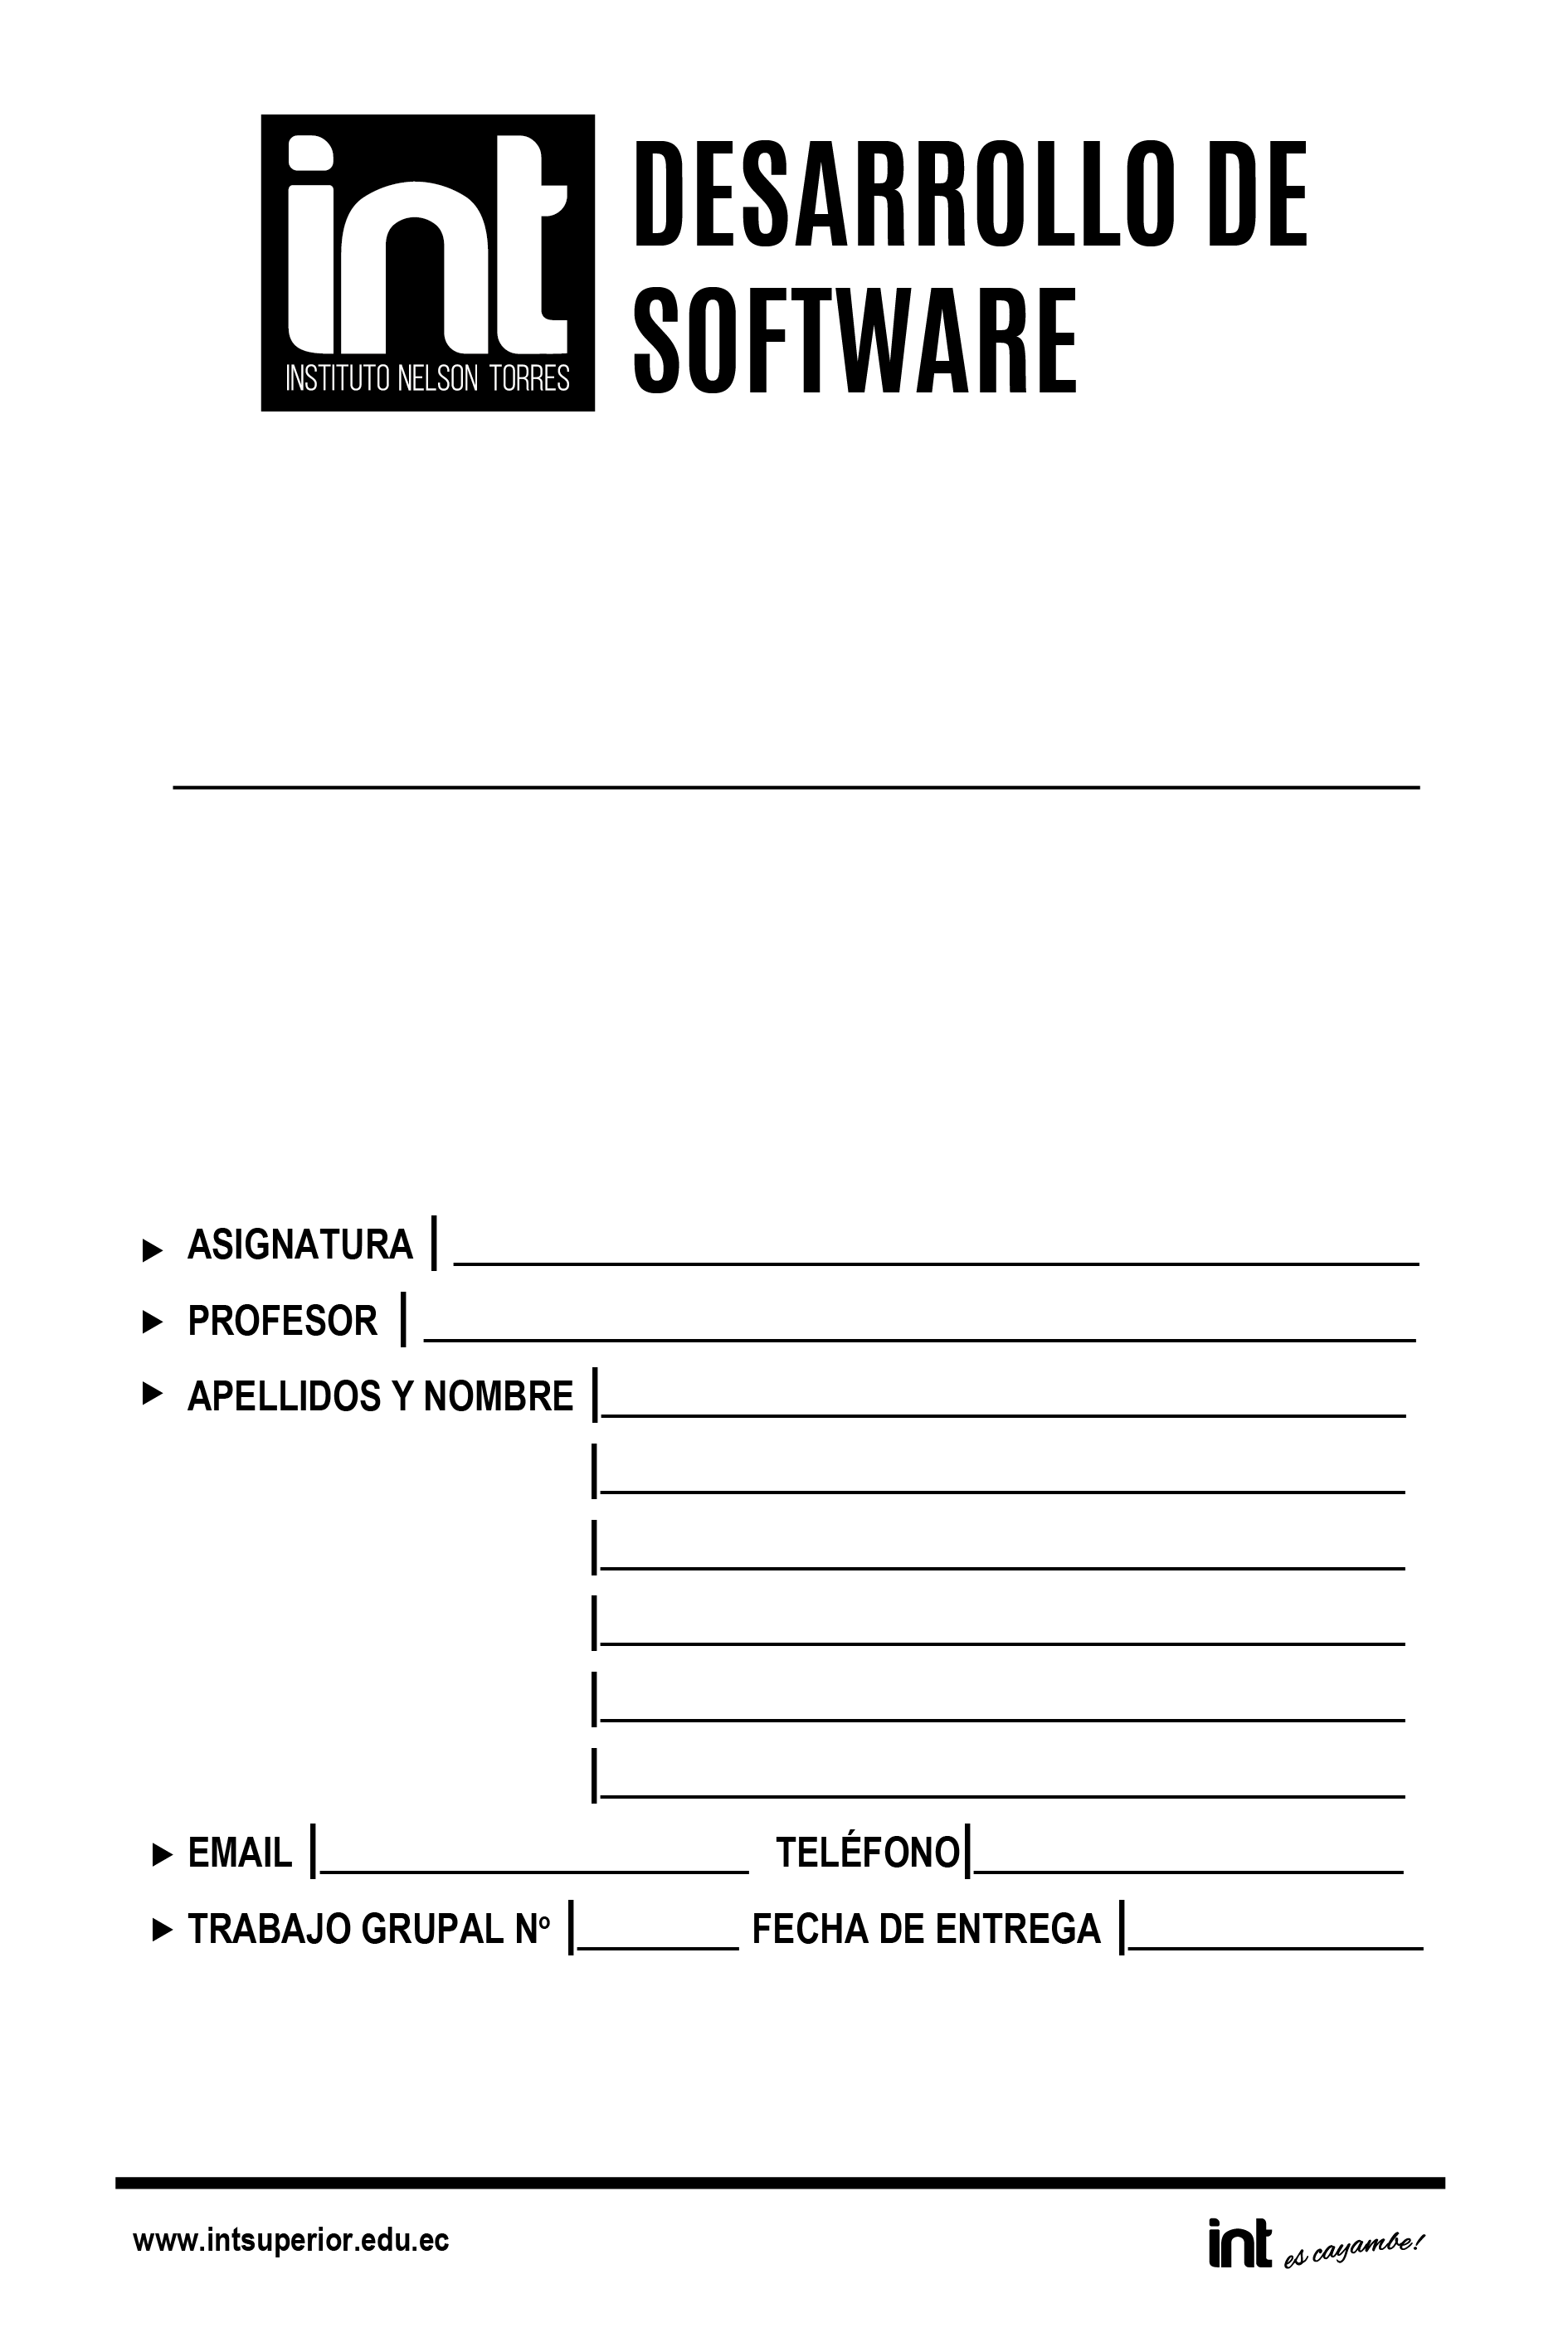 int
INSTITUTO NELSON TORRES
DESARROLLO DE
SOFTWARE
ASIGNATURA
PROFESOR
APELLIDOS Y NOMBRE
EMAIL TELÉFONO
TRABAJO GRUPAL Nº FECHA DE ENTREGA
www.intsuperior.edu.ec
int es cayambe!